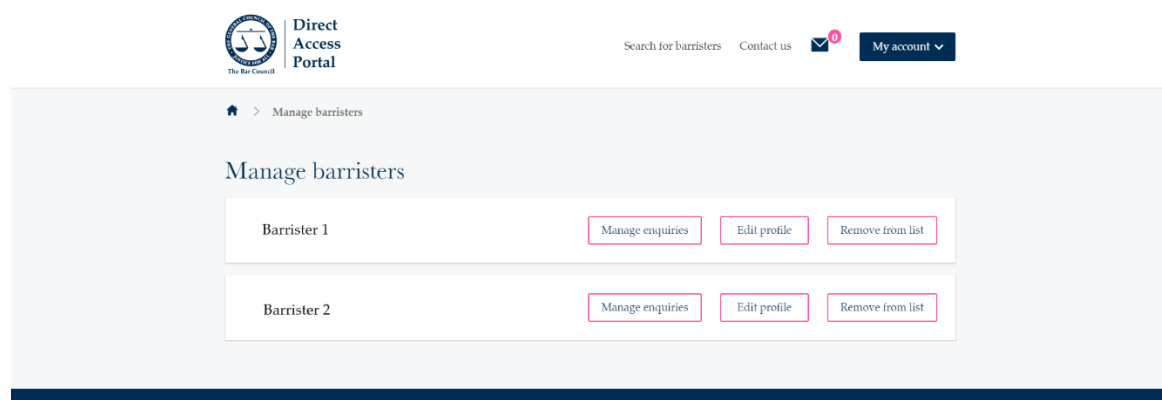 Direct
Access
Portal
The Bar Council
Search for barristers Contact us 0 My account
Manage barristers
Manage barristers
Barrister 1 Manage enquiries Edit profile Remove from list
Barrister 2 Manage enquiries Edit profile Remove from list